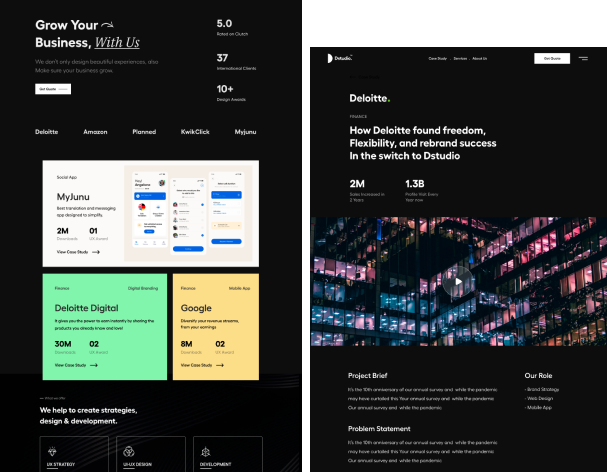 Grow Your
Business, With Us
We don't only design beautiful experiences, also
Make sure your business grow.
Get Quote
5.0
Rated on Clutch
37
International Clients
10+
Design Awards
Deloitte
Amazon
Planned
KwikClick
Myjunu
Social App
MyJunu
Best translation and messaging
app designed to simplify.
2M
Downloads
01
UX Award
View Case Study
Finance
Digital Branding
Deloitte Digital
It gives you the power to earn instantly by sharing the
products you already know and love!
30M
Downloads
02
UX Award
View Case Study
Finance
Mobile App
Google
Diversify your revenue streams,
from your earnings
8M
Downloads
02
UX Award
View Case Study
What we offer
We help to create strategies,
design & development.
UX STRATEGY
UI-UX DESIGN
DEVELOPMENT
Dstudio.
Case Study
Services
About Us
Get Quote
Deloitte.
FINANCE
How Deloitte found freedom,
Flexibility, and rebrand success
In the switch to Dstudio
2M
Sales Increased in
2 Years
1.3B
Profits Hish Every
Year now
Project Brief
It's the 10th anniversary of our annual survey and while the pandemic
may have curtailed this Your annual survey and while the pandemic
Our annual survey and while the pandemic
Our Role
- Brand Strategy
- Web Design
- Mobile App
Problem Statement
It's the 10th anniversary of our annual survey and while the pandemic
may have curtailed this Your annual survey and while the pandemic
Our annual survey and while the pandemic